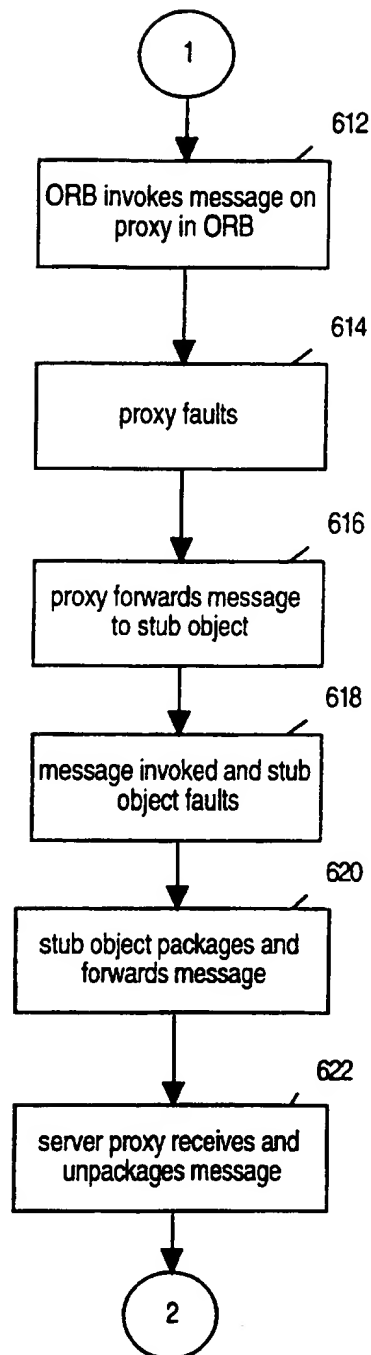 1
612
ORB invokes message on
proxy in ORB
614
proxy faults
616
proxy forwards message
to stub object
618
message invoked and stub
object faults
620
stub object packages and
forwards message
622
server proxy receives and
unpackages message
2